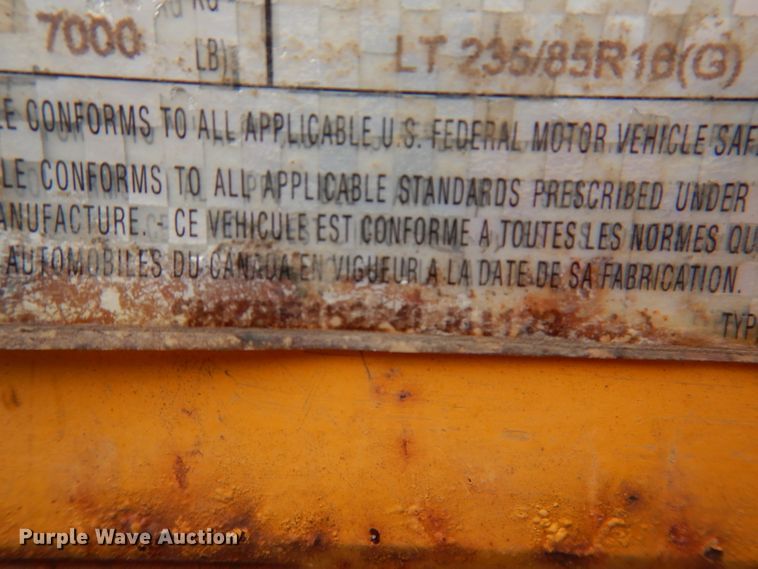 7000
LB)
LT 235/85R16(G)
LE CONFORMS TO ALL APPLICABLE U.S. FEDERAL MOTOR VEHICLE SAF
LE CONFORMS TO ALL APPLICABLE STANDARDS PRESCRIBED UNDER
ANUFACTURE. - CE VEHICULE EST CONFORME A TOUTES LES NORMES QU
AUTOMOBILES DU CANADA EN VIGUEUR A LA DATE DE SA FABRICATION.
TYP
Purple Wave Auction